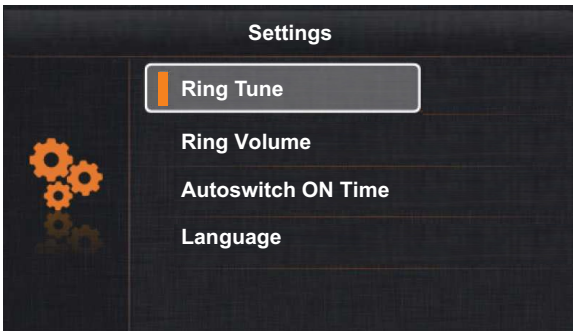 Settings
Ring Tune
Ring Volume
Autoswitch ON Time
Language